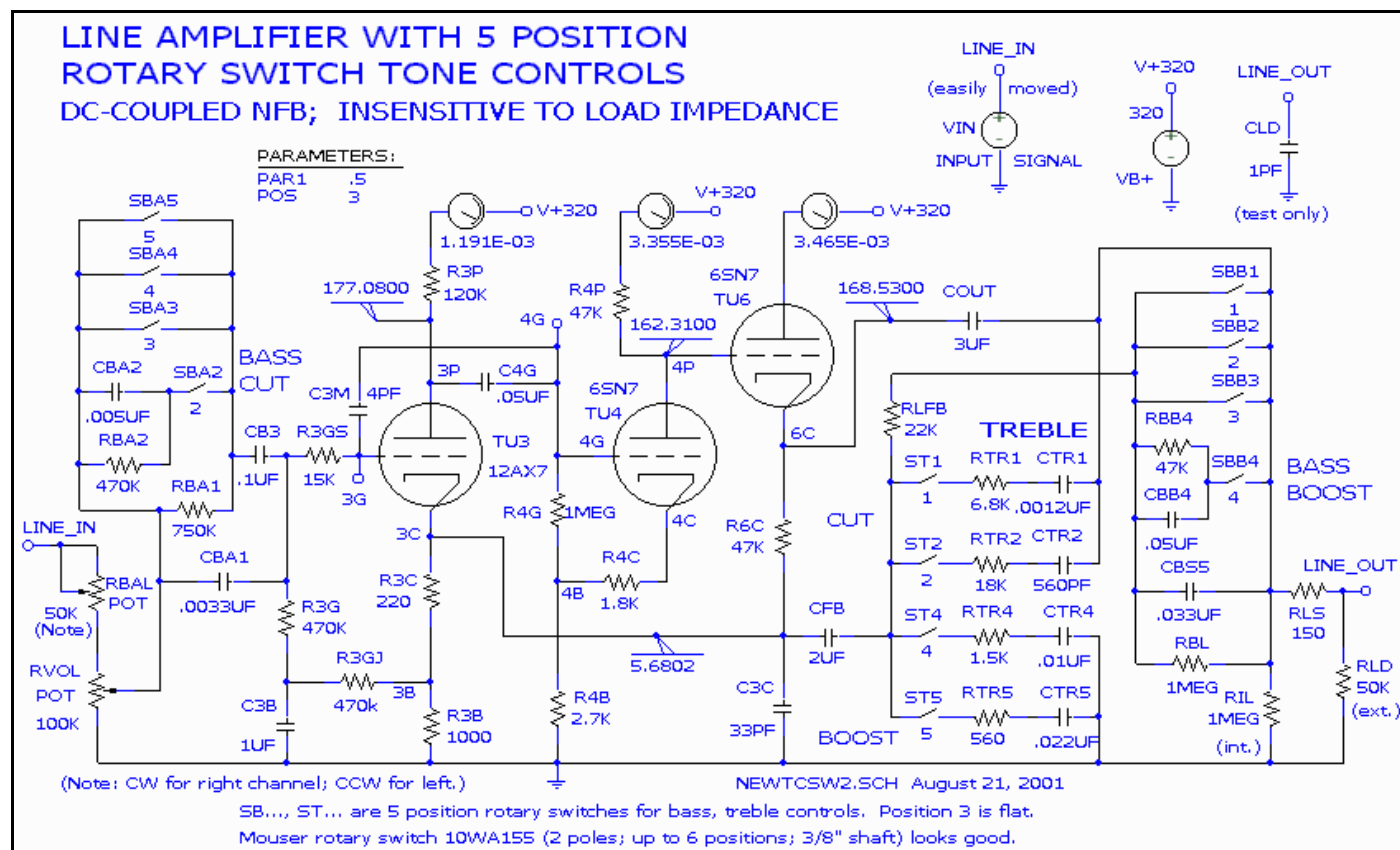 LINE AMPLIFIER WITH 5 POSITION
ROTARY SWITCH TONE CONTROLS
DC-COUPLED NFB; INSENSITIVE TO LOAD IMPEDANCE
LINE_IN
(easily moved)
VIN
INPUT SIGNAL
V+320
320
VB+
LINE_OUT
CLD
1PF
(test only)
PARAMETERS:
PAR1 .5
POS 3
SBA5
5
SBA4
4
SBA3
3
CBA2
.005UF
SBA2
2
BASS
CUT
RBA2
470K
RBA1
750K
CB3
.1UF
R3GS
15K
C3M
4PF
3G
LINE_IN
RBAL
POT
50K
(Note)
RVOL
POT
100K
CBA1
.0033UF
R3G
470K
R3GJ
470k
3B
C3B
1UF
V+320
1.191E-03
R3P
120K
177.0800
3P
C4G
.05UF
TU3
12AX7
3C
R3C
220
R3B
1000
4G
V+320
3.355E-03
R4P
47K
162.3100
4P
6SN7
TU4
4G
R4G
1MEG
4C
R4C
1.8K
4B
R4B
2.7K
5.6802
V+320
3.465E-03
6SN7
TU6
168.5300
6C
R6C
47K
C3C
33PF
CFB
2UF
COUT
3UF
RLFB
22K
TREBLE
CUT
ST1
1
RTR1
6.8K
CTR1
.0012UF
ST2
2
RTR2
18K
CTR2
560PF
ST4
4
RTR4
1.5K
CTR4
.01UF
ST5
5
RTR5
560
CTR5
.022UF
BOOST
SBB1
1
SBB2
2
SBB3
3
RBB4
47K
SBB4
4
CBB4
.05UF
BASS
BOOST
CBS5
.033UF
RBL
1MEG
LINE_OUT
RLS
150
RIL
1MEG
(int.)
RLD
50K
(ext.)
(Note: CW for right channel; CCW for left.)
NEWTCSW2.SCH August 21, 2001
SB..., ST... are 5 position rotary switches for bass, treble controls. Position 3 is flat.
Mouser rotary switch 10WA155 (2 poles; up to 6 positions; 3/8" shaft) looks good.